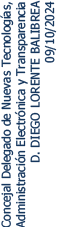 Concejal Delegado de Nuevas Tecnologías,
Administración Electrónica y Transparencia
D. DIEGO LORENTE BALIBREA
09/10/2024